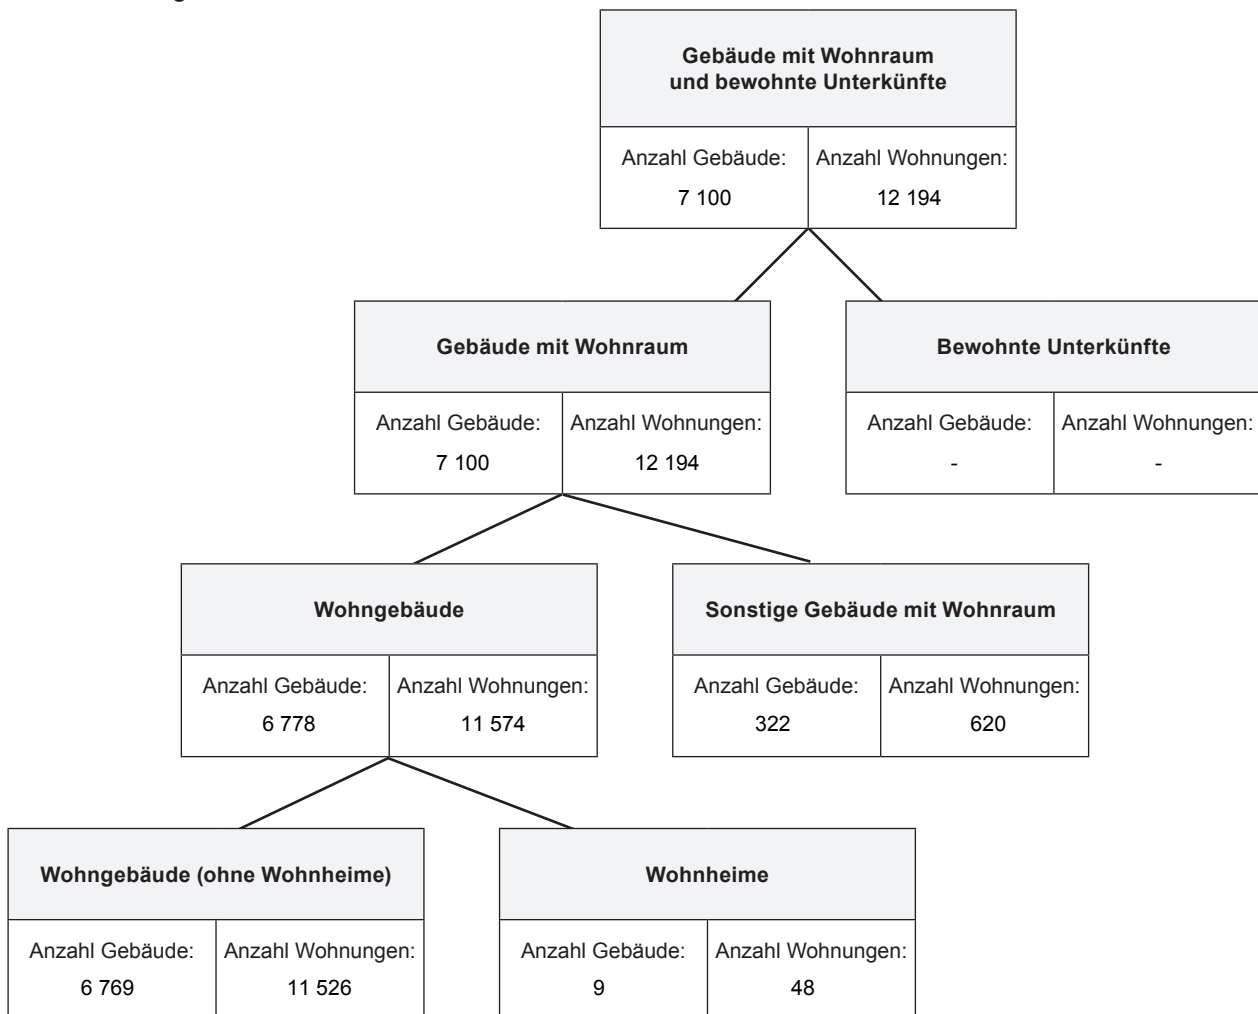 Gebäude mit Wohnraum
und bewohnte Unterkünfte
Anzahl Gebäude:
7 100
Anzahl Wohnungen:
12 194
Gebäude mit Wohnraum
Anzahl Gebäude:
7 100
Anzahl Wohnungen:
12 194
Bewohnte Unterkünfte
Anzahl Gebäude:
-
Anzahl Wohnungen:
-
Wohngebäude
Anzahl Gebäude:
6 778
Anzahl Wohnungen:
11 574
Sonstige Gebäude mit Wohnraum
Anzahl Gebäude:
322
Anzahl Wohnungen:
620
Wohngebäude (ohne Wohnheime)
Anzahl Gebäude:
6 769
Anzahl Wohnungen:
11 526
Wohnheime
Anzahl Gebäude:
9
Anzahl Wohnungen:
48